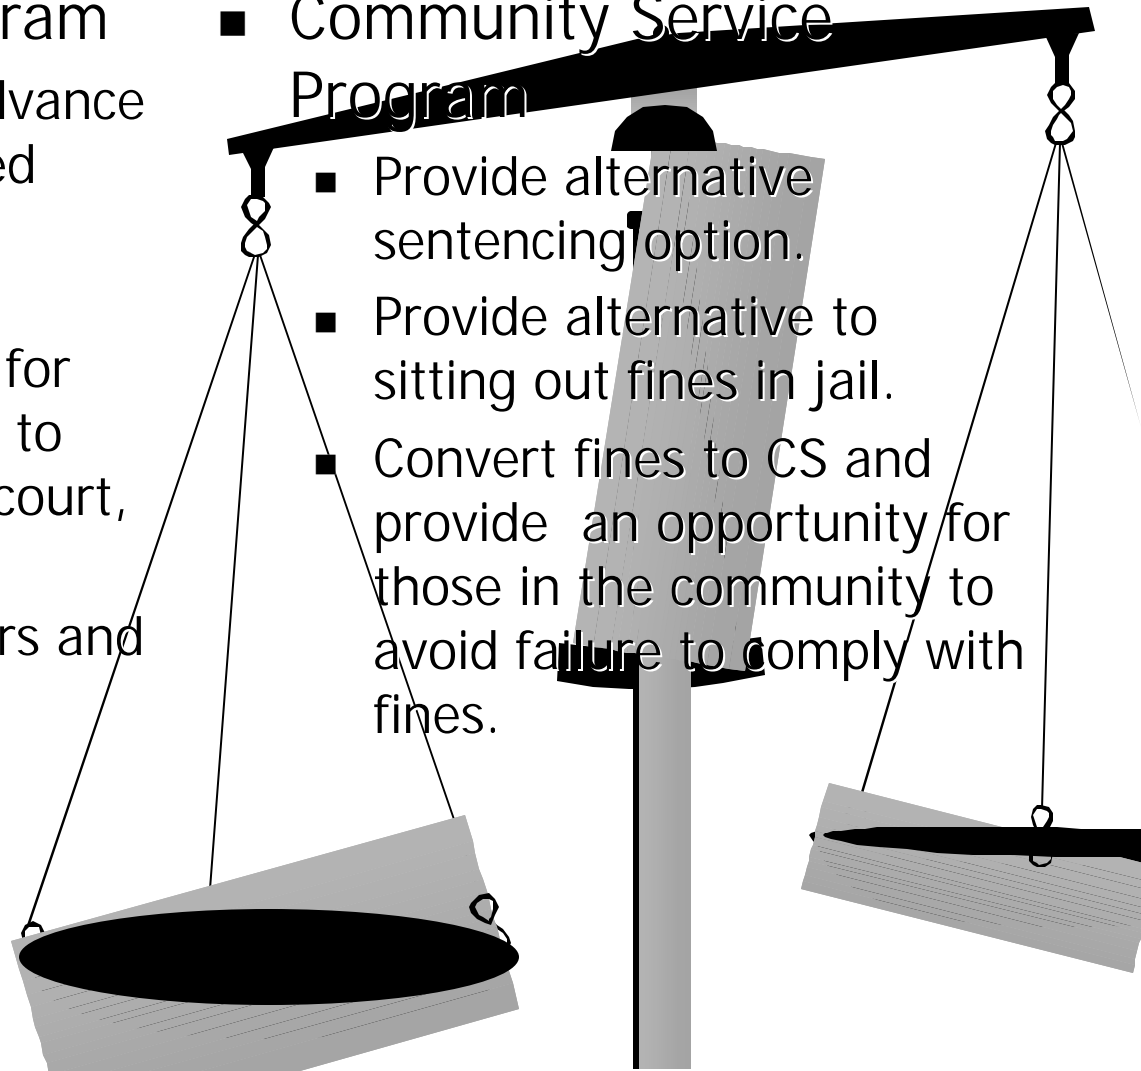 ram
lvance
ed
for
to
court,
rs and
■ Community Service
Program
■ Provide alternative
sentencing option.
■ Provide alternative to
sitting out fines in jail.
■ Convert fines to CS and
provide  an opportunity for
those in the community to
avoid failure to comply with
fines.